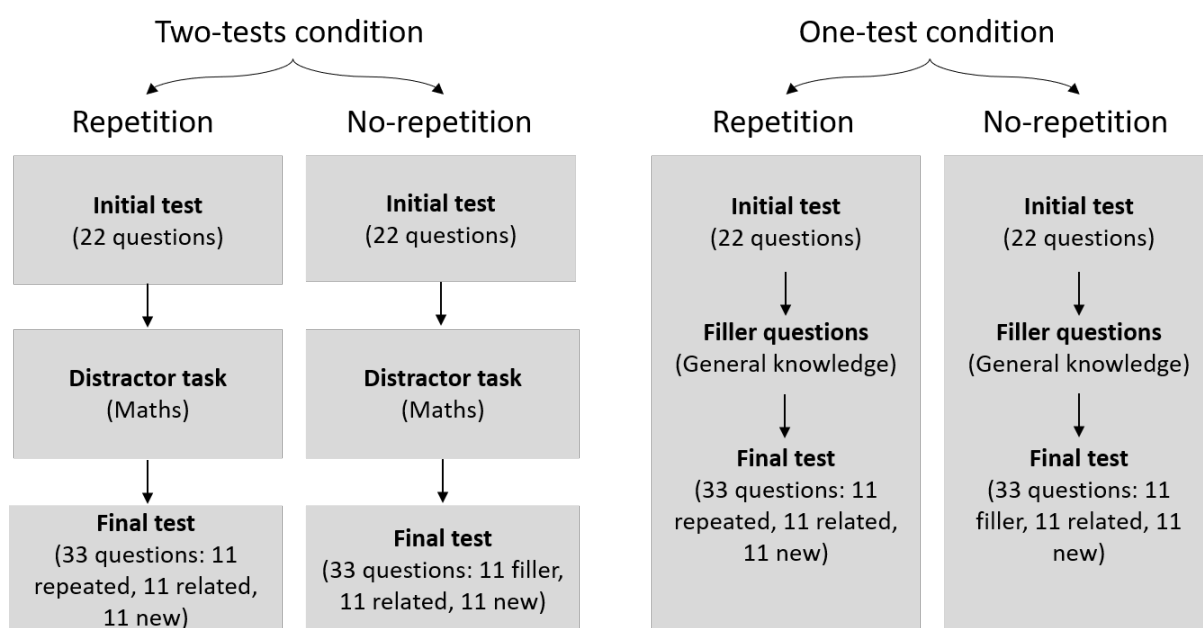 Two-tests condition
One-test condition
Repetition
No-repetition
Repetition
No-repetition
Initial test
(22 questions)
Distractor task
(Maths)
Final test
(33 questions: 11
repeated, 11 related,
11 new)
Initial test
(22 questions)
Distractor task
(Maths)
Final test
(33 questions: 11 filler,
11 related, 11 new)
Initial test
(22 questions)
Filler questions
(General knowledge)
Final test
(33 questions: 11
repeated, 11 related,
11 new)
Initial test
(22 questions)
Filler questions
(General knowledge)
Final test
(33 questions: 11
filler, 11 related, 11
new)